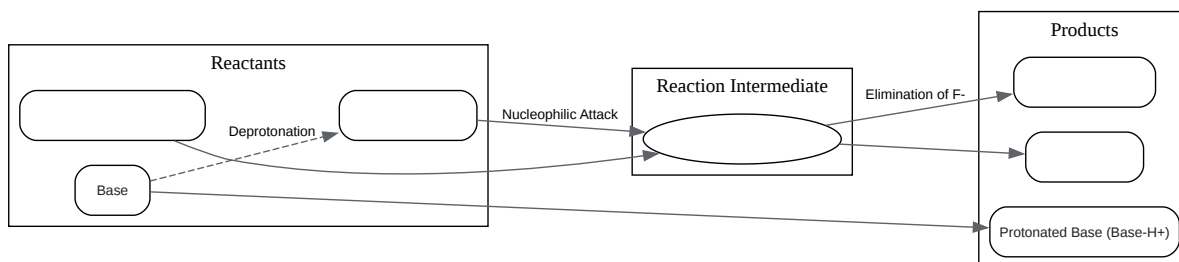 Products
Reactants
Reaction Intermediate
Elimination of F-
Nucleophilic Attack
Deprotonation
Base
Protonated Base (Base-H+)